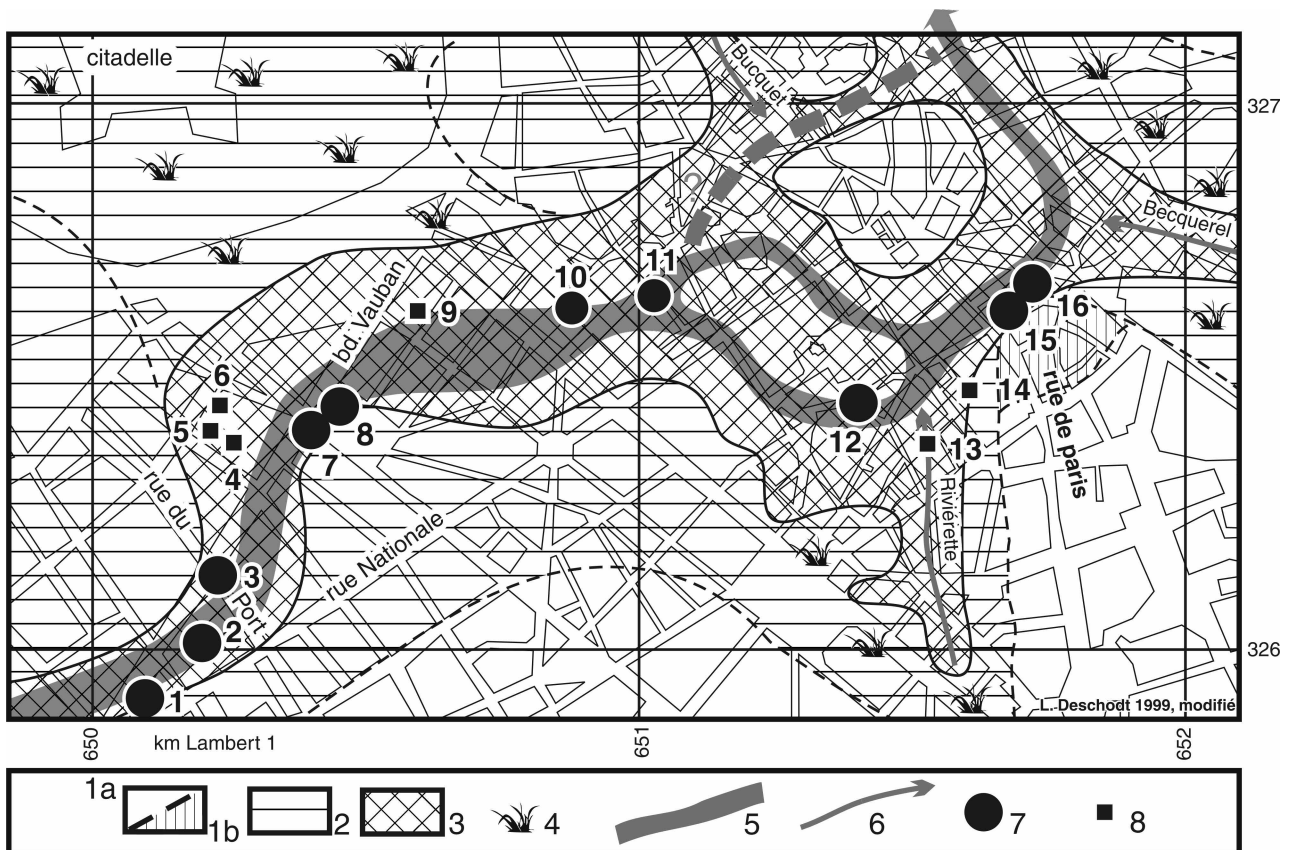 citadelle
Bucquet
327
?
Becquerel
bd. Vauban
11
10
9
16
15
6
14
rue de paris
5
8
12
13
4
7
rue du
Port
Riviérette
rue Nationale
3
2
326
1
L. Deschodt 1999, modifié
650
km Lambert 1
651
652
1a
1b
2
3
4
5
6
7
8